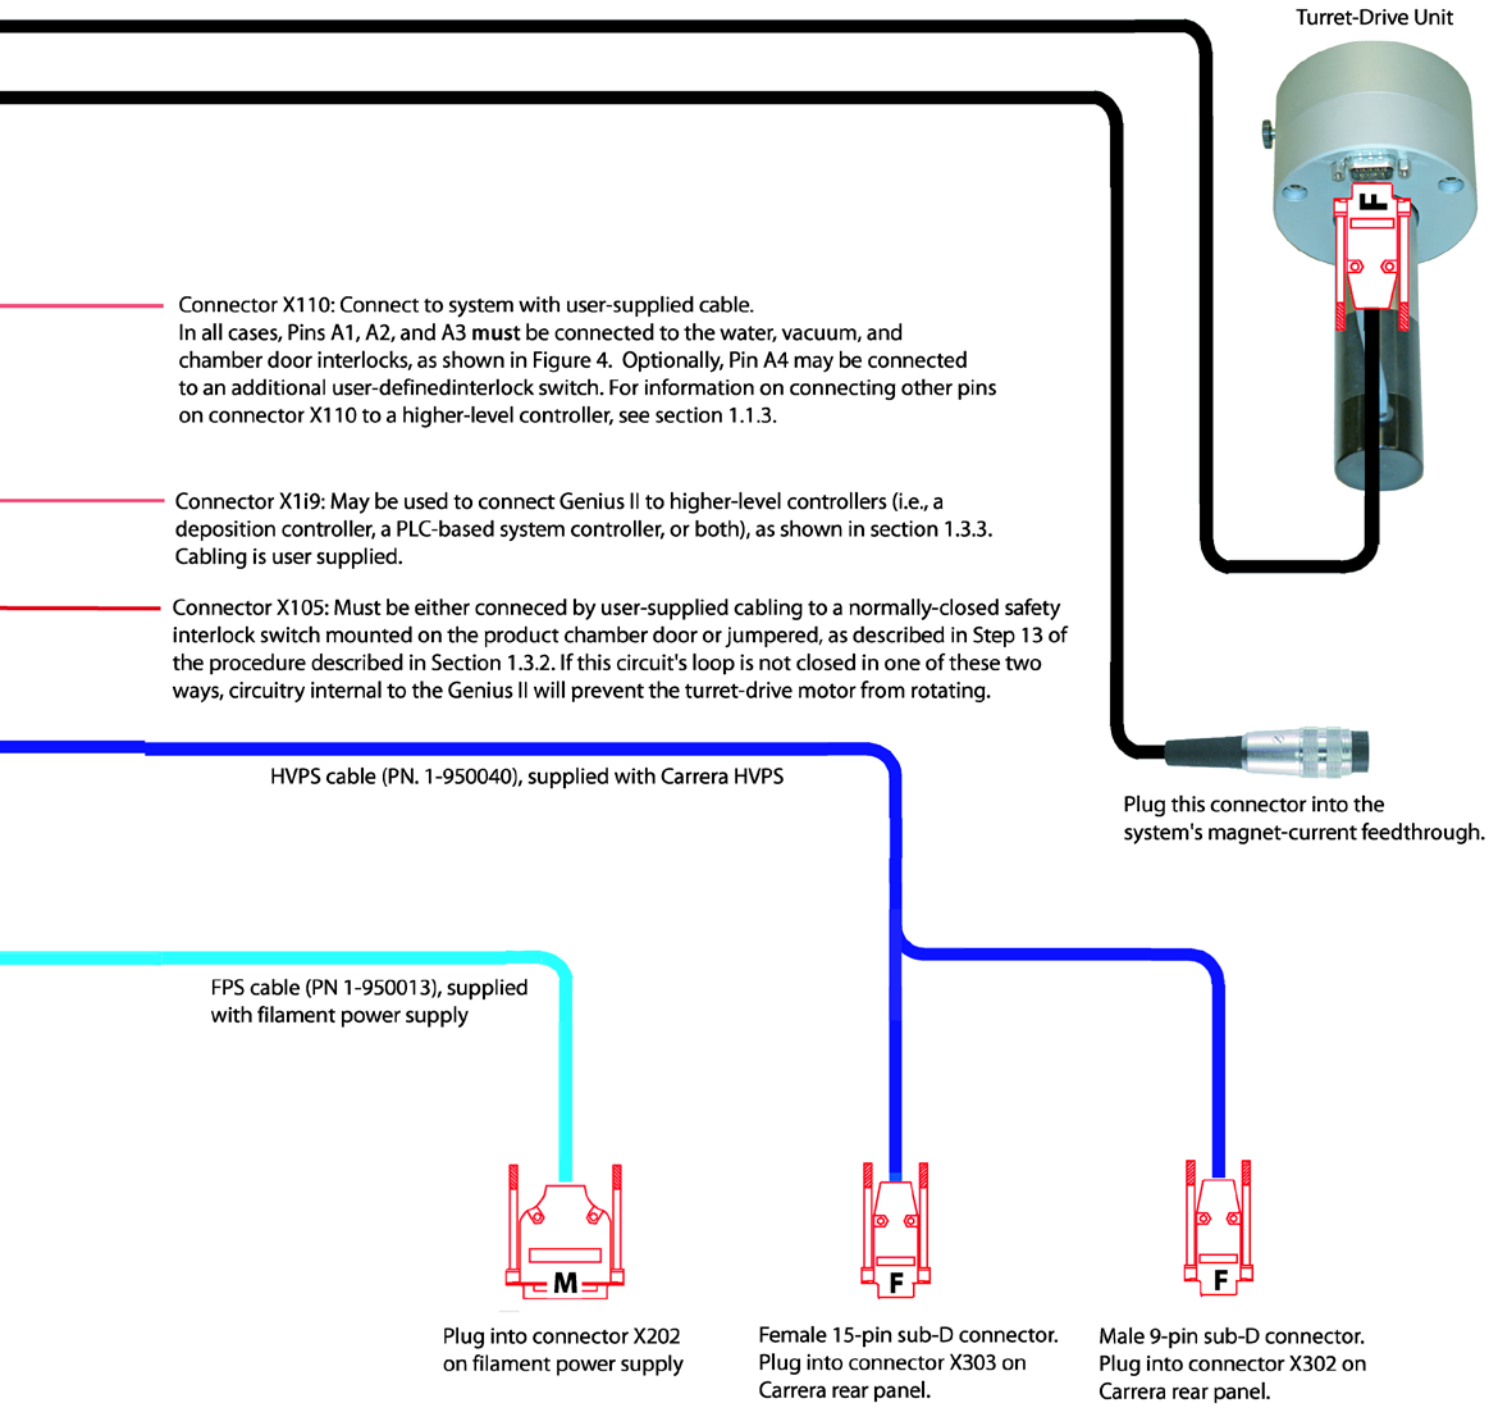 Turret-Drive Unit
F
Connector X110: Connect to system with user-supplied cable.
In all cases, Pins A1, A2, and A3 must be connected to the water, vacuum, and
chamber door interlocks, as shown in Figure 4. Optionally, Pin A4 may be connected
to an additional user-definedinterlock switch. For information on connecting other pins
on connector X110 to a higher-level controller, see section 1.1.3.
Connector X1i9: May be used to connect Genius II to higher-level controllers (i.e., a
deposition controller, a PLC-based system controller, or both), as shown in section 1.3.3.
Cabling is user supplied.
Connector X105: Must be either conneced by user-supplied cabling to a normally-closed safety
interlock switch mounted on the product chamber door or jumpered, as described in Step 13 of
the procedure described in Section 1.3.2. If this circuit's loop is not closed in one of these two
ways, circuitry internal to the Genius II will prevent the turret-drive motor from rotating.
HVPS cable (PN. 1-950040), supplied with Carrera HVPS
Plug this connector into the
system's magnet-current feedthrough.
FPS cable (PN 1-950013), supplied
with filament power supply
M
F
F
Plug into connector X202
on filament power supply
Female 15-pin sub-D connector.
Plug into connector X303 on
Carrera rear panel.
Male 9-pin sub-D connector.
Plug into connector X302 on
Carrera rear panel.